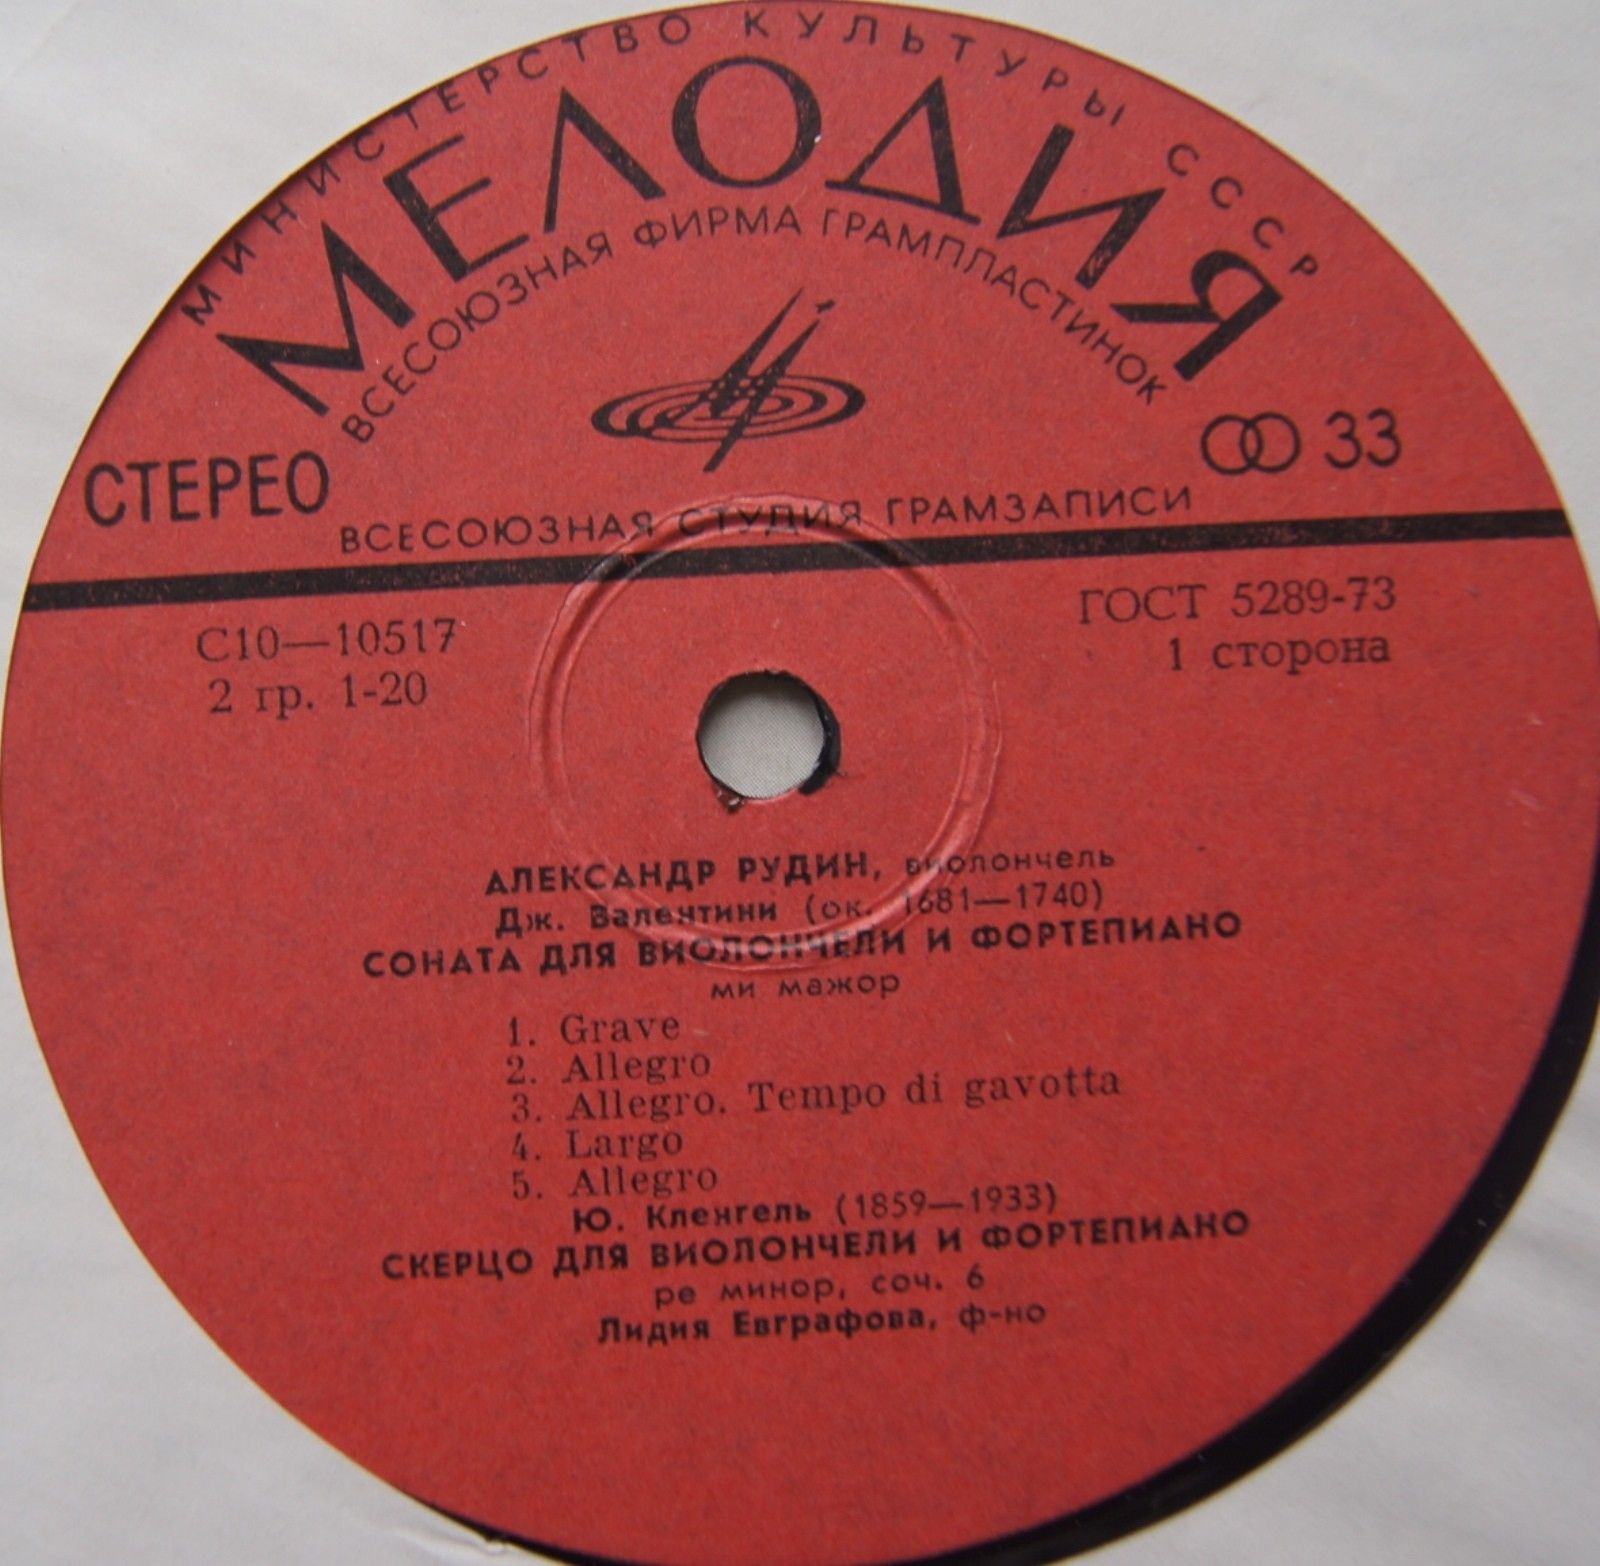 МИНИСТЕРСТВО КУЛЬТУРЫ СССР
МЕЛОДИЯ
ВСЕСОЮЗНАЯ ФИРМА ГРАМПЛАСТИНОК
СТЕРЕО
33
ВСЕСОЮЗНАЯ СТУДИЯ ГРАМЗАПИСИ
С10—10517
2 гр. 1-20
ГОСТ 5289-73
1 сторона
АЛЕКСАНДР РУДИН, виолончель
Дж. Валентини (ок. 1681—1740)
СОНАТА ДЛЯ ВИОЛОНЧЕЛИ И ФОРТЕПИАНО
ми мажор
1. Grave
2. Allegro
3. Allegro. Tempo di gavotta
4. Largo
5. Allegro
Ю. Кленгель (1859—1933)
СКЕРЦО ДЛЯ ВИОЛОНЧЕЛИ И ФОРТЕПИАНО
ре минор, соч. 6
Лидия Евграфова, ф-но